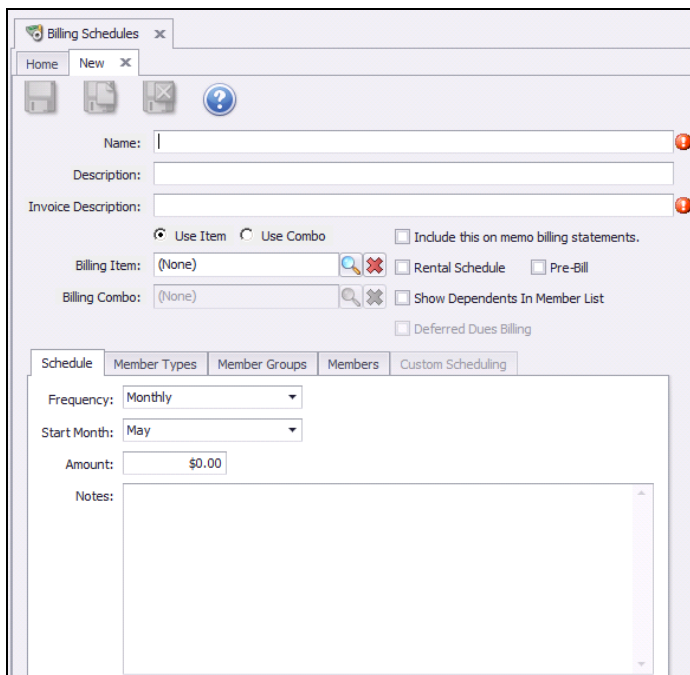 Billing Schedules x
Home New x
?
Name: !
Description:
Invoice Description: !
Use Item Use Combo Include this on memo billing statements.
Billing Item: (None) Rental Schedule Pre-Bill
Billing Combo: (None) Show Dependents In Member List
Deferred Dues Billing
Schedule Member Types Member Groups Members Custom Scheduling
Frequency: Monthly
Start Month: May
Amount: $0.00
Notes: